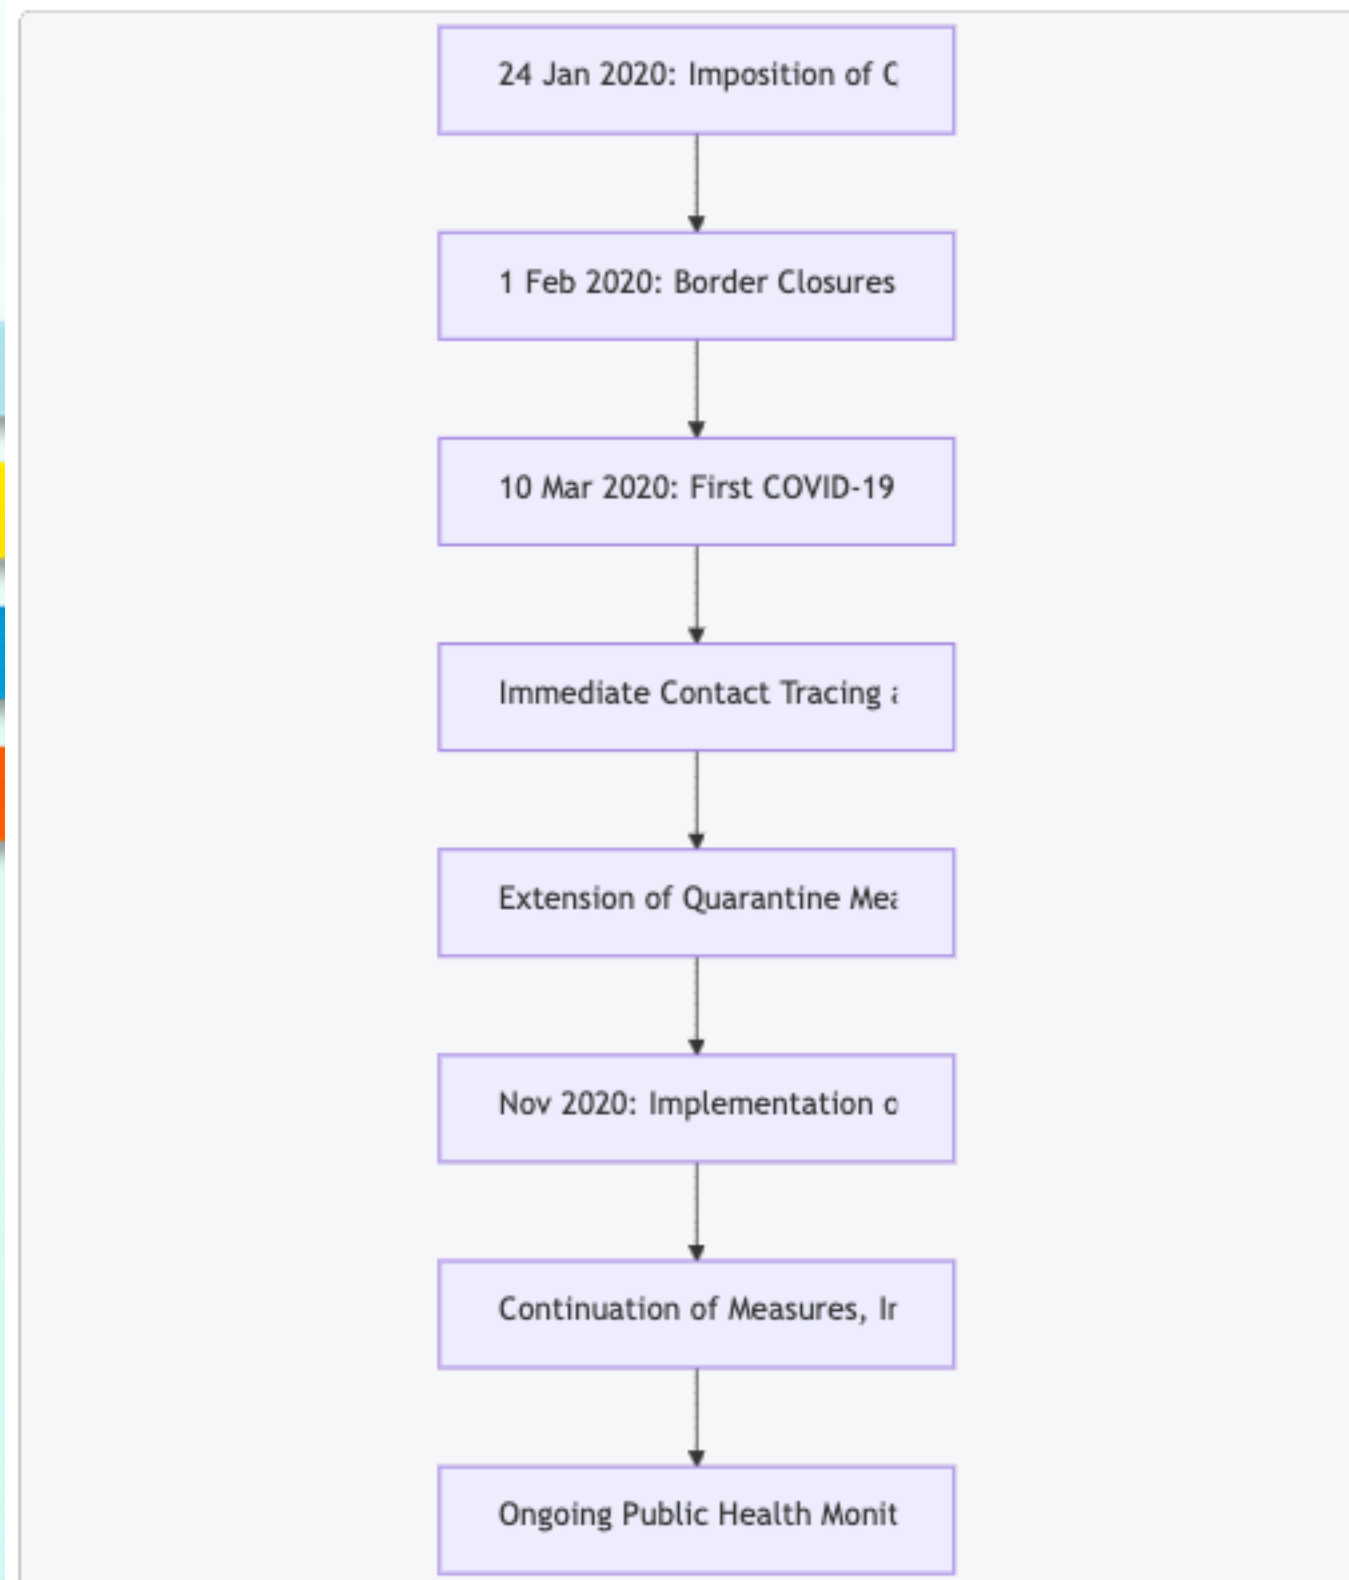 24 Jan 2020: Imposition of
1 Feb 2020: Border Closures
10 Mar 2020: First COVID-19
Immediate Contact Tracing
Extension of Quarantine
Nov 2020: Implementation
Continuation of Measures,
Ongoing Public Health